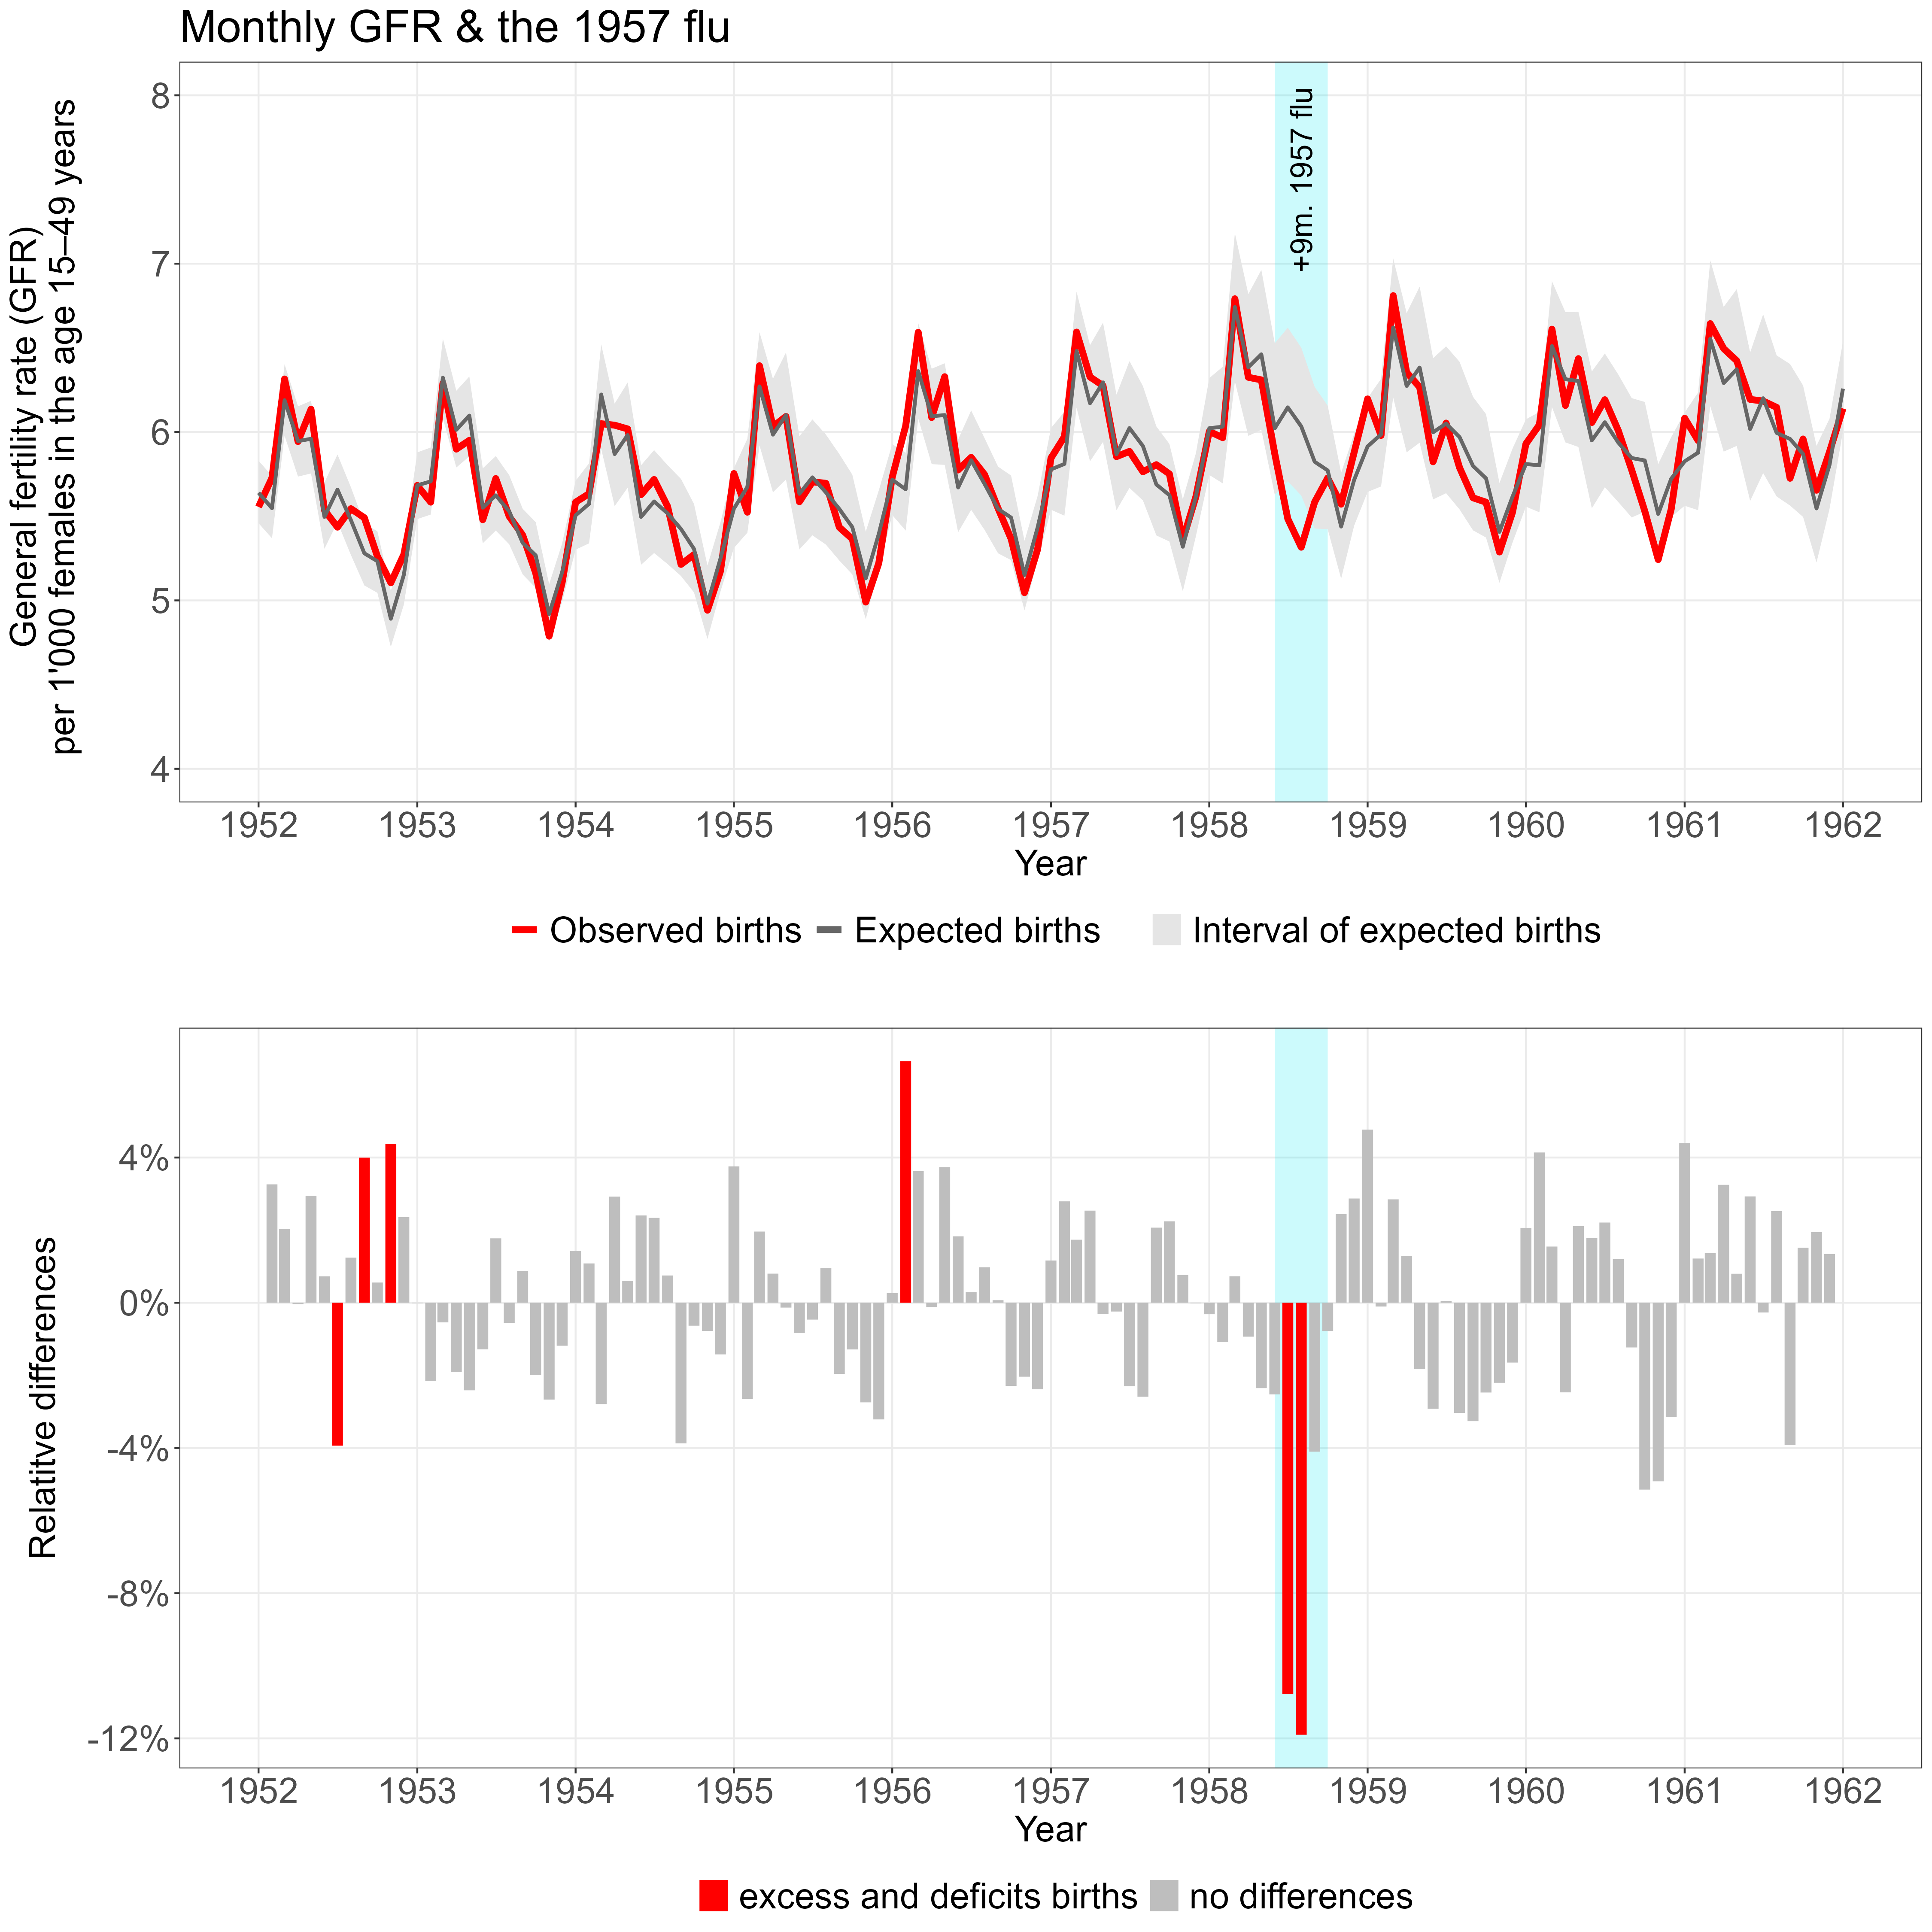 Monthly GFR & the 1957 flu
General fertility rate (GFR)
per 1'000 females in the age 15–49 years
8
7
6
5
4
+9m. 1957 flu
1952 1953 1954 1955 1956 1957 1958 1959 1960 1961 1962
Year
Observed births Expected births Interval of expected births
Relatitve differences
4%
0%
-4%
-8%
-12%
1952 1953 1954 1955 1956 1957 1958 1959 1960 1961 1962
Year
excess and deficits births no differences